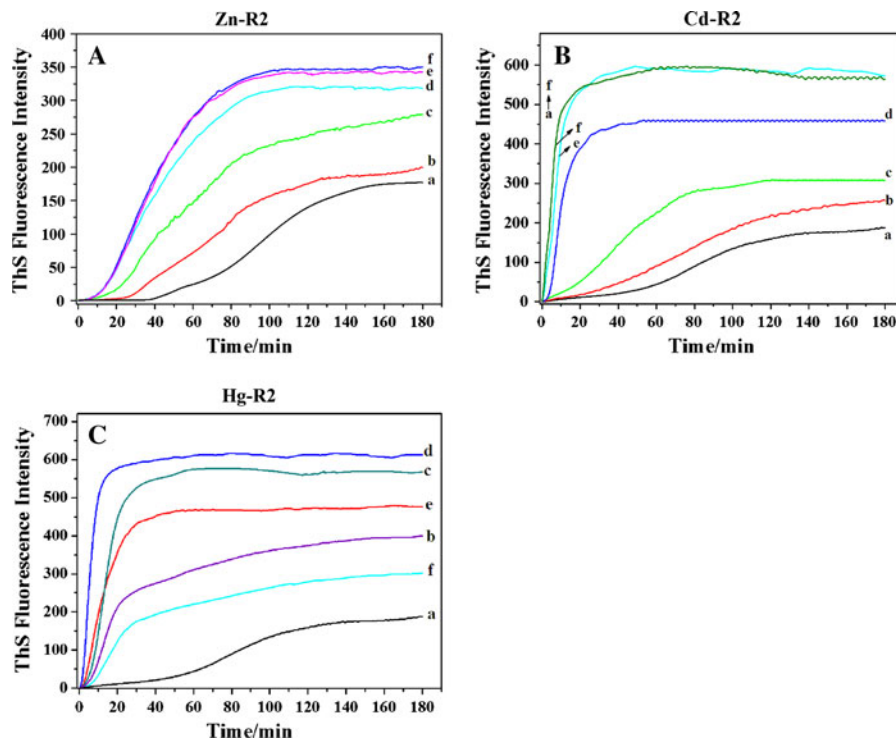 Zn-R2
A
ThS Fluorescence Intensity
400
350
300
250
200
150
100
50
0
f
e
d
c
b
a
0 20 40 60 80 100 120 140 160 180
Time/min
Cd-R2
B
ThS Fluorescence Intensity
600
500
400
300
200
100
0
f
a
f
e
d
c
b
a
0 20 40 60 80 100 120 140 160 180
Time/min
Hg-R2
C
ThS Fluorescence Intensity
700
600
500
400
300
200
100
0
d
c
e
b
f
a
0 20 40 60 80 100 120 140 160 180
Time/min